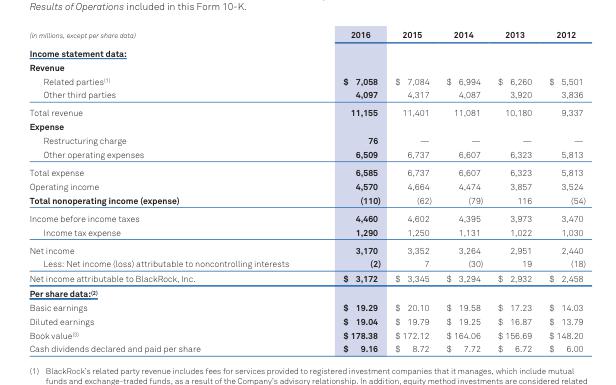 Results of Operations included in this Form 10-K.
(in millions, except per share data) 2016 2015 2014 2013 2012
Income statement data:
Revenue
Related parties(1) $ 7,058 $ 7,084 $ 6,994 $ 6,260 $ 5,501
Other third parties 4,097 4,317 4,087 3,920 3,836
Total revenue 11,155 11,401 11,081 10,180 9,337
Expense
Restructuring charge 76 — — — —
Other operating expenses 6,509 6,737 6,607 6,323 5,813
Total expense 6,585 6,737 6,607 6,323 5,813
Operating income 4,570 4,664 4,474 3,857 3,524
Total nonoperating income (expense) (110) (62) (79) 116 (54)
Income before income taxes 4,460 4,602 4,395 3,973 3,470
Income tax expense 1,290 1,250 1,131 1,022 1,030
Net income 3,170 3,352 3,264 2,951 2,440
Less: Net income (loss) attributable to noncontrolling interests (2) 7 (30) 19 (18)
Net income attributable to BlackRock, Inc. $ 3,172 $ 3,345 $ 3,294 $ 2,932 $ 2,458
Per share data:(2)
Basic earnings $ 19.29 $ 20.10 $ 19.58 $ 17.23 $ 14.03
Diluted earnings $ 19.04 $ 19.79 $ 19.25 $ 16.87 $ 13.79
Book value(3) $ 178.38 $ 172.12 $ 164.06 $ 156.69 $ 148.20
Cash dividends declared and paid per share $ 9.16 $ 8.72 $ 7.72 $ 6.72 $ 6.00
(1) BlackRock's related party revenue includes fees for services provided to registered investment companies that it manages, which include mutual
funds and exchange-traded funds, as a result of the Company's advisory relationship. In addition, equity method investments are considered related